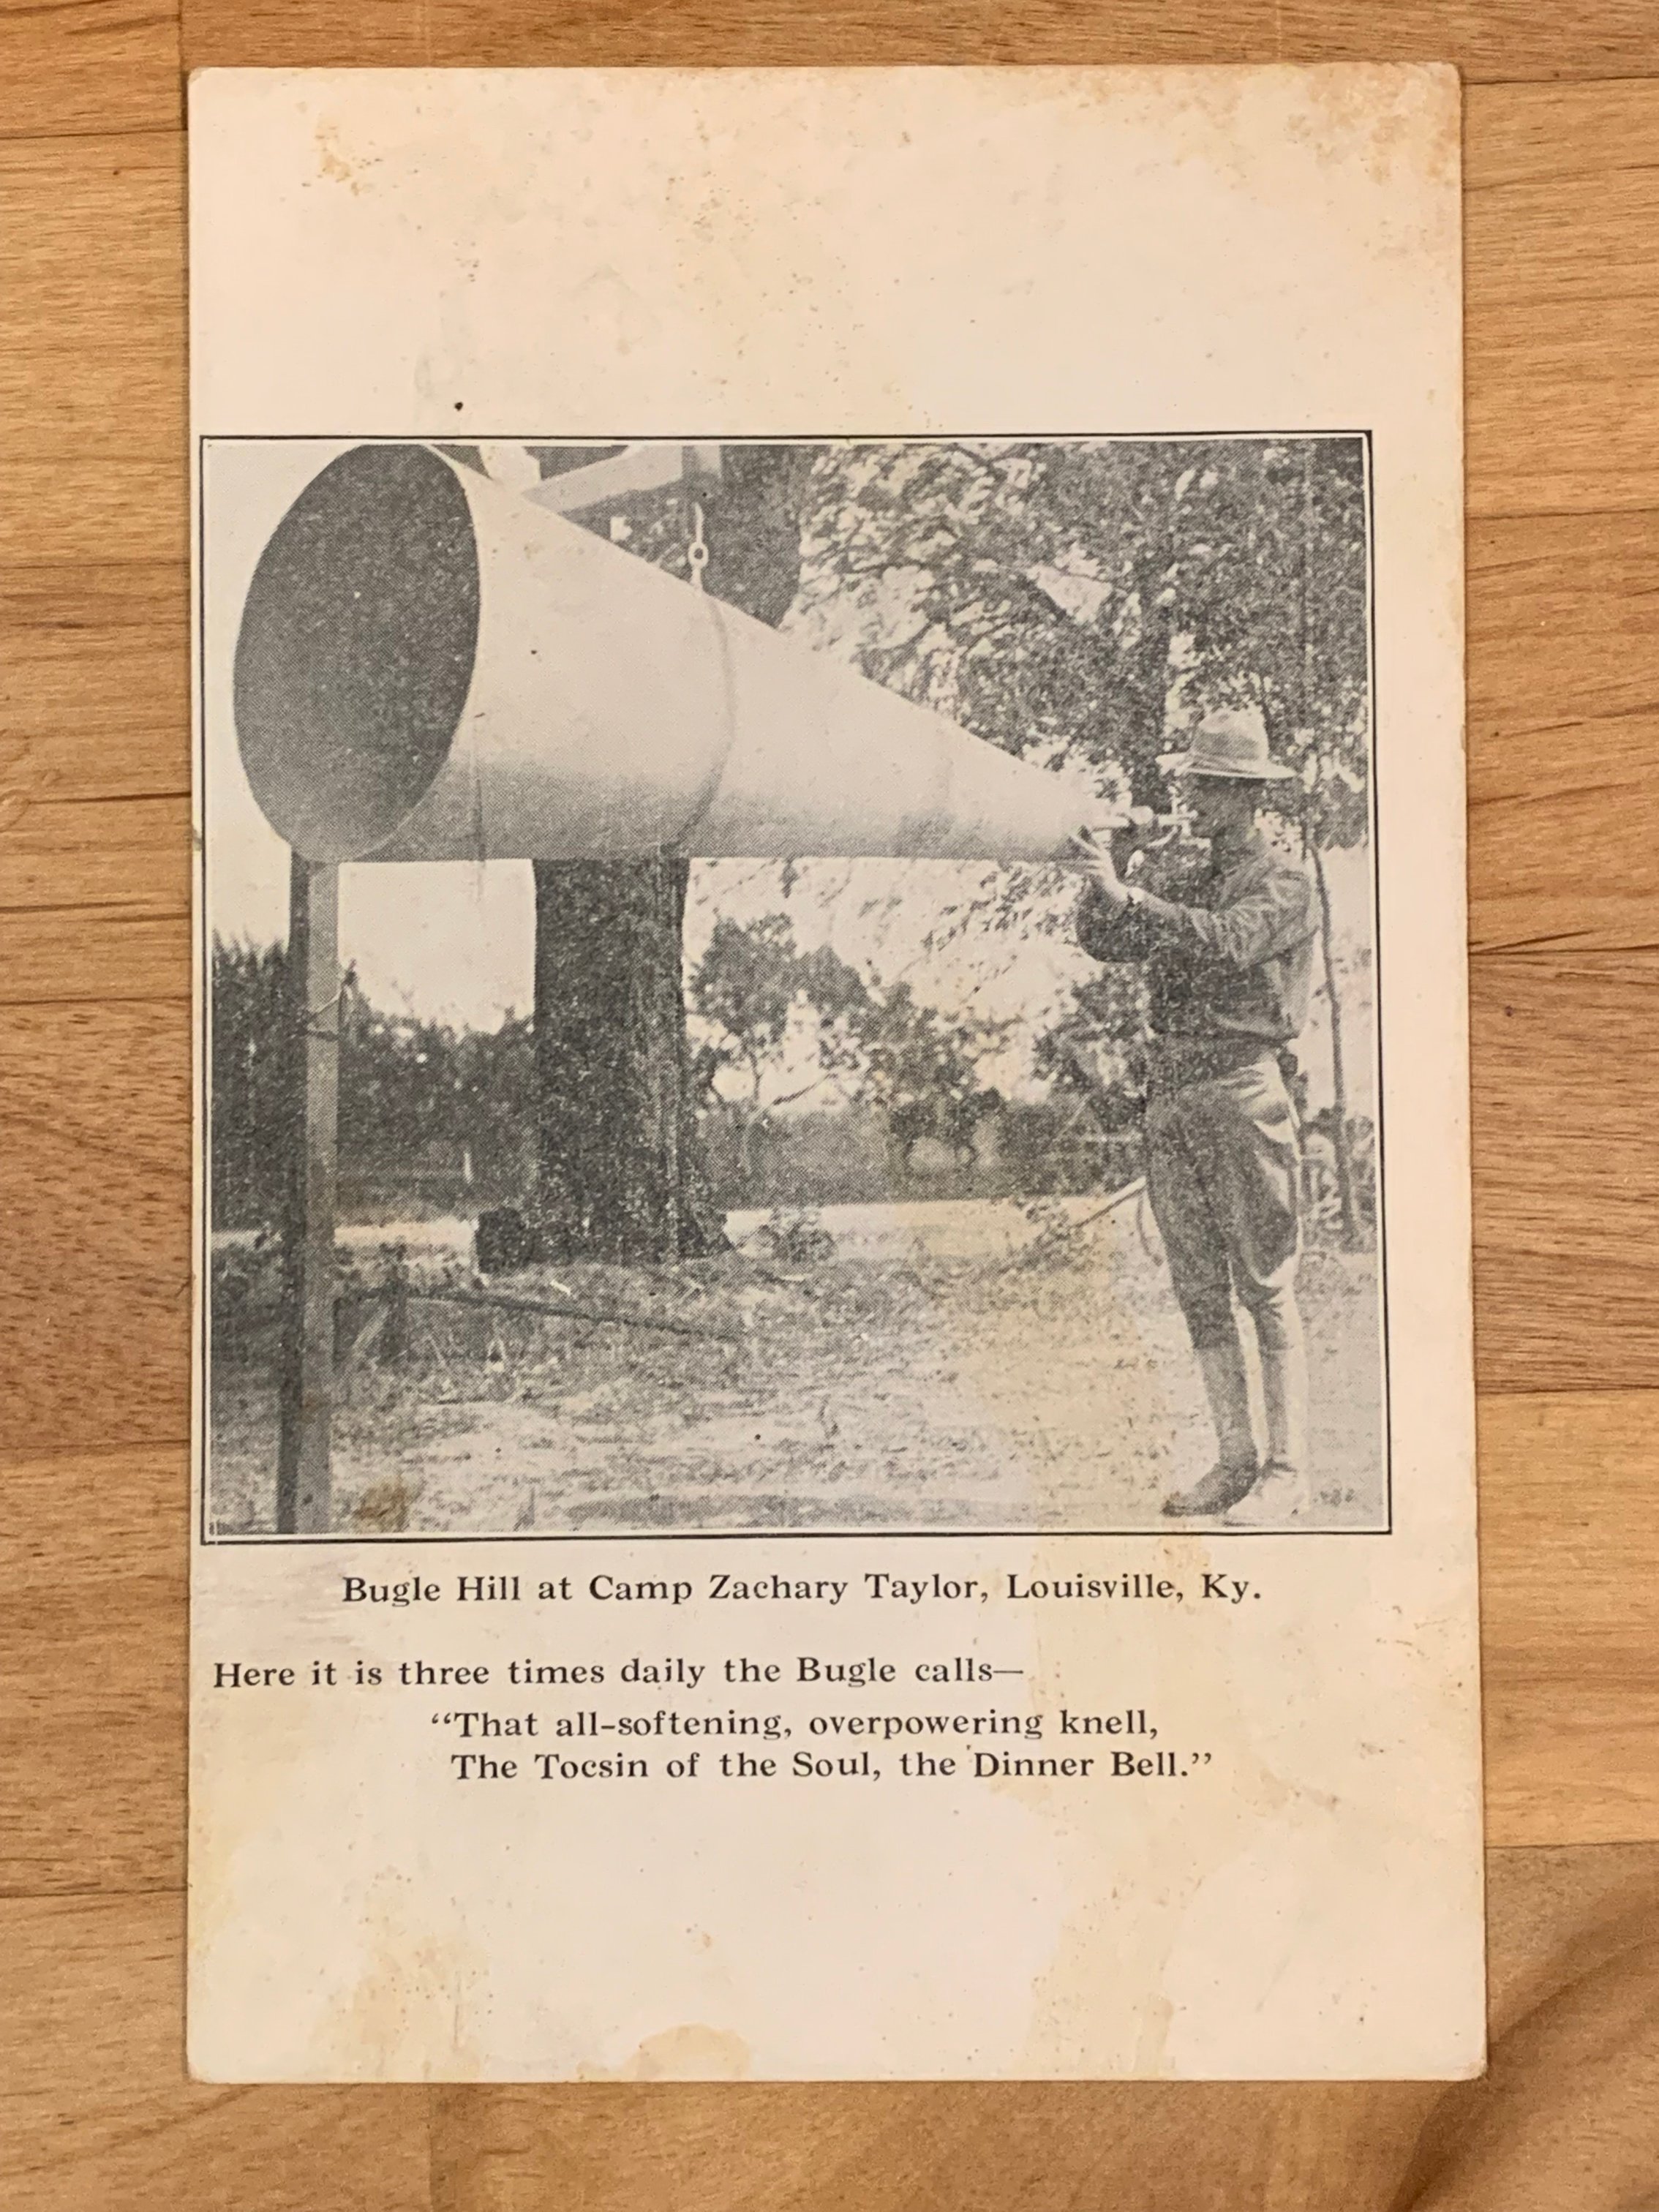 Bugle Hill at Camp Zachary Taylor, Louisville, Ky.
Here it is three times daily the Bugle calls—
“That all-softening, overpowering knell,
The Tocsin of the Soul, the Dinner Bell.”